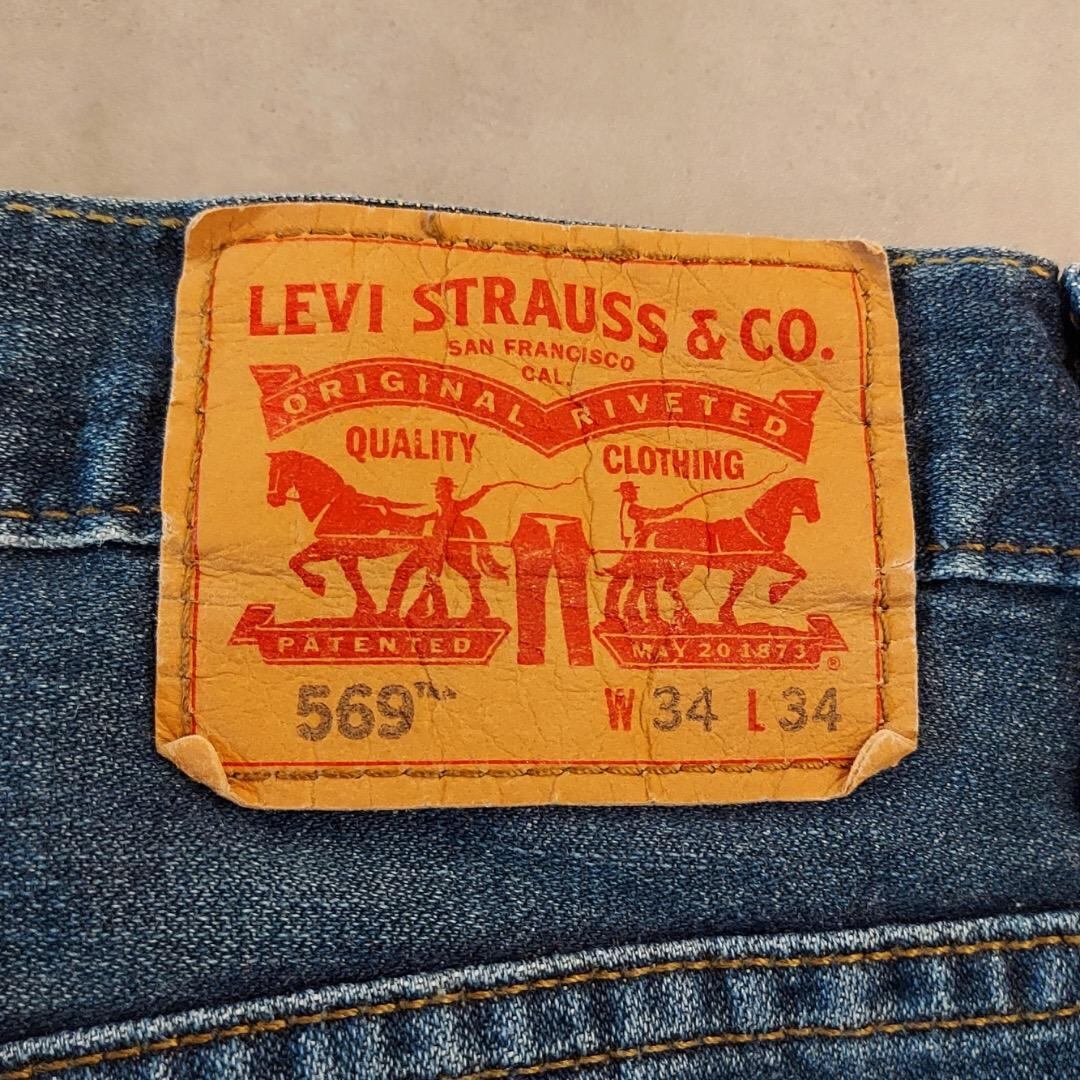 LEVI STRAUSS & CO.
SAN FRANCISCO
CAL.
ORIGINAL RIVETED
QUALITY CLOTHING
PATENTED MAY 20 1873 ®
569™ W 34 L 34